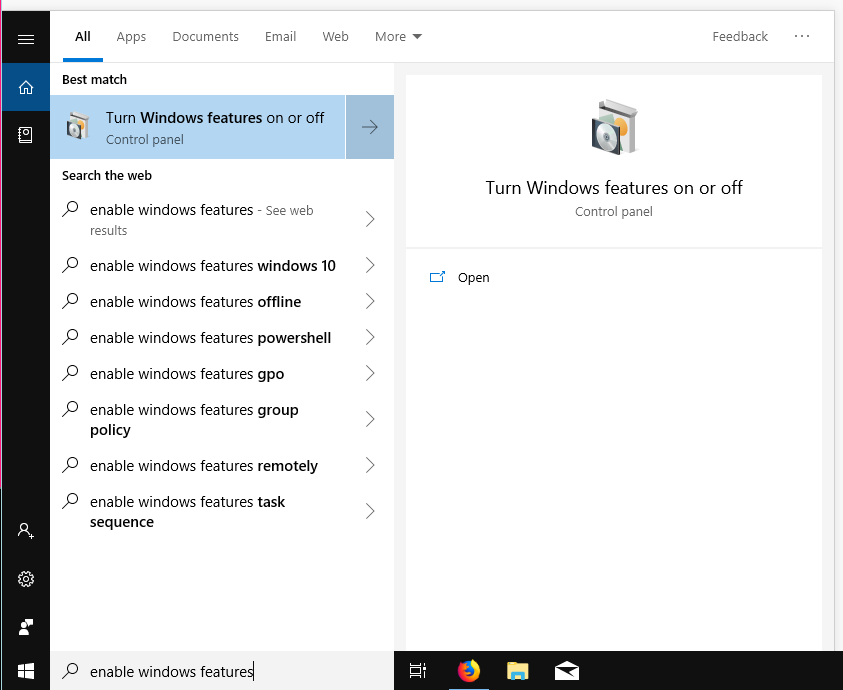 All Apps Documents Email Web More Feedback ...
Best match
Turn Windows features on or off
Control panel
Search the web
enable windows features - See web
results
enable windows features windows 10
enable windows features offline
enable windows features powershell
enable windows features gpo
enable windows features group
policy
enable windows features remotely
enable windows features task
sequence
Turn Windows features on or off
Control panel
Open
enable windows features